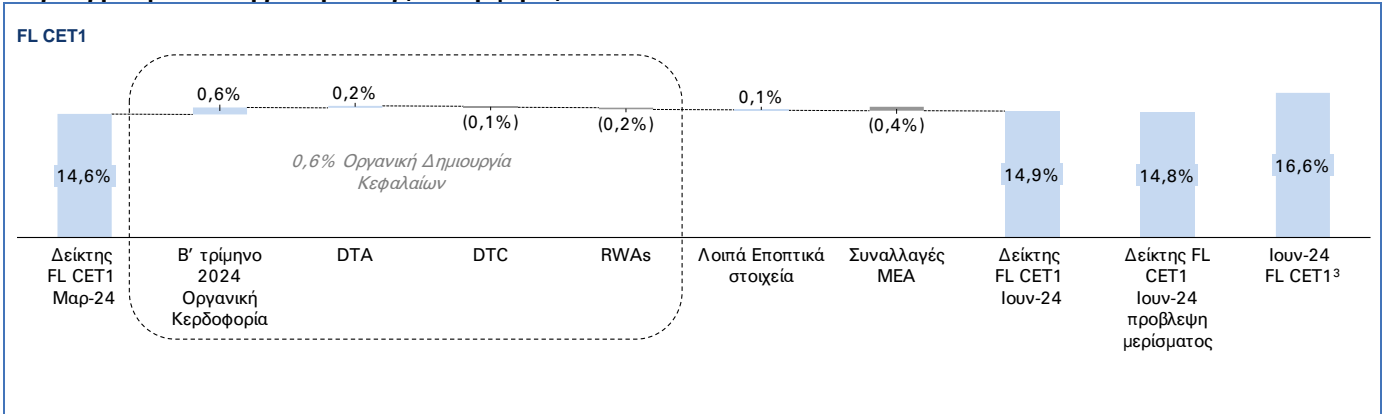 FL CET1
0,6%
0,2%
(0,1%)
(0,2%)
0,1%
(0,4%)
0,6% Οργανική Δημιουργία
Κεφαλαίων
14,6%
14,9%
14,8%
16,6%
Δείκτης
FL CET1
Μαρ-24
Β' τρίμηνο
2024
Οργανική
Κερδοφορία
DTA
DTC
RWAs
Λοιπά Εποπτικά
στοιχεία
Συναλλαγές
ΜΕΑ
Δείκτης
FL CET1
Ιουν-24
Δείκτης FL
CET1
Ιουν-24
προβλεψη
μερίσματος
Ιουν-24
FL CET1³